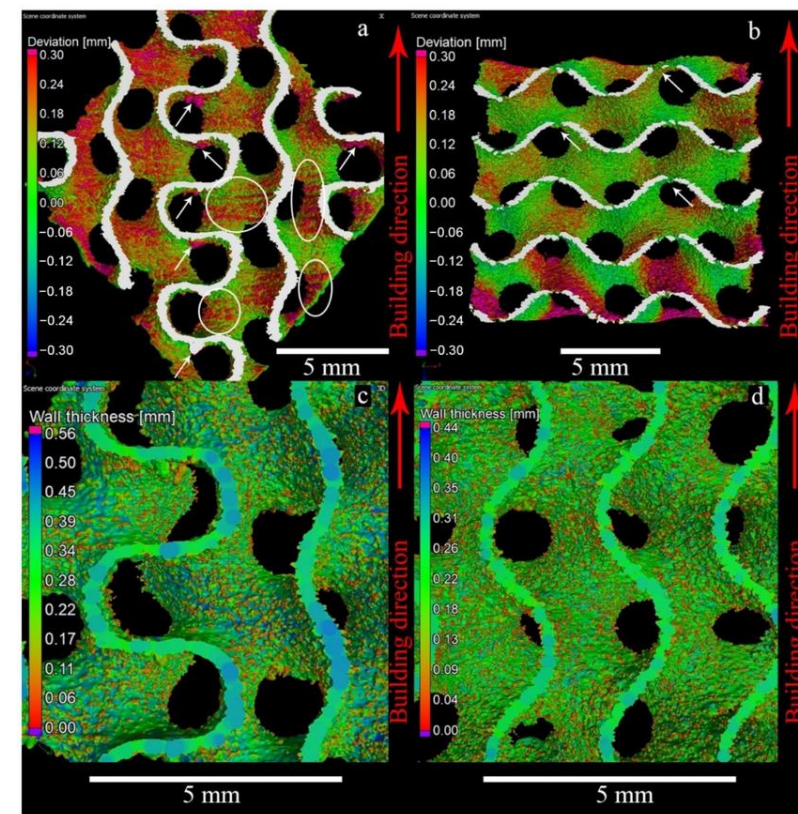 Scene coordinate system
X
a
Deviation [mm]
0.30
0.24
0.18
0.12
0.06
0.00
−0.06
−0.12
−0.18
−0.24
−0.30
5 mm
Building direction
Scene coordinate system
b
Deviation [mm]
0.30
0.24
0.18
0.12
0.06
0.00
−0.06
−0.12
−0.18
−0.24
−0.30
5 mm
Building direction
Scene coordinate system
c
Wall thickness [mm]
0.56
0.50
0.45
0.39
0.34
0.28
0.22
0.17
0.11
0.06
0.00
5 mm
Building direction
Scene coordinate system
d
Wall thickness [mm]
0.44
0.40
0.35
0.31
0.26
0.22
0.18
0.13
0.09
0.04
0.00
5 mm
Building direction